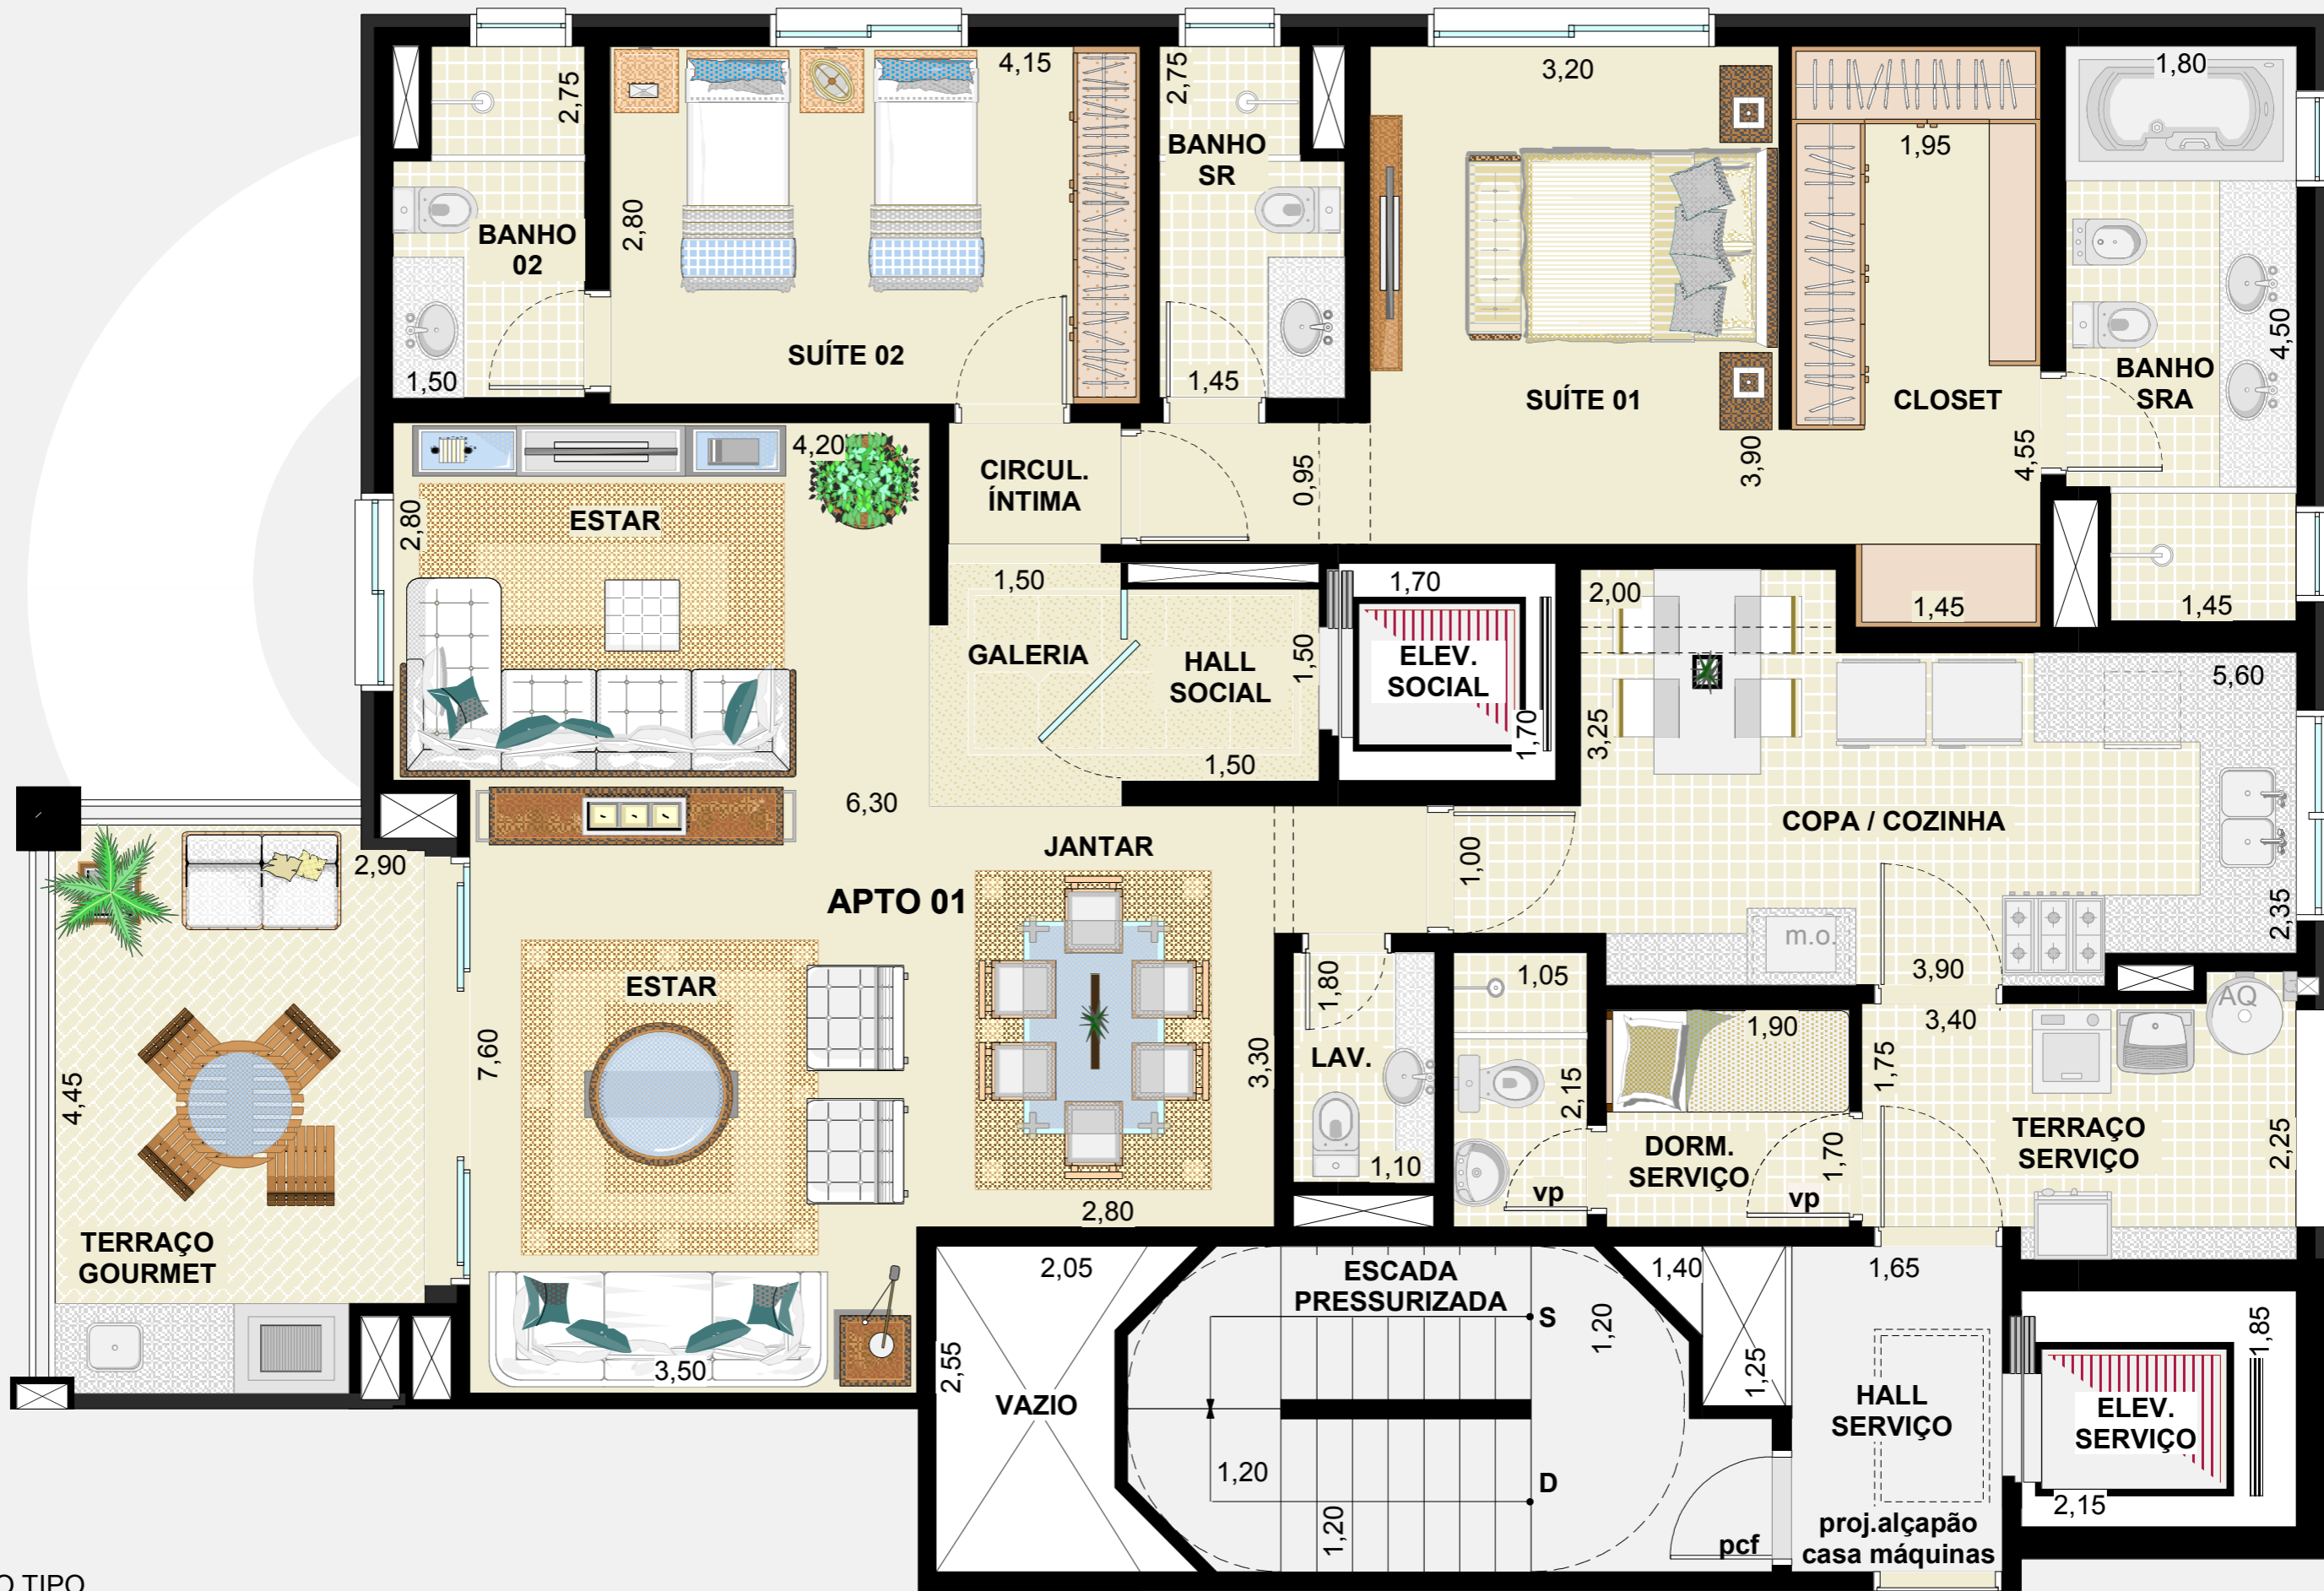 4,15
3,20
1,80
2,75
2,75
1,95
BANHO
SR
BANHO
02
2,80
SUÍTE 02
1,50
1,45
SUÍTE 01
CLOSET
BANHO
SRA
4,50
4,20
CIRCUL.
ÍNTIMA
0,95
3,90
4,55
ESTAR
2,80
1,50
1,70
2,00
1,45
1,45
GALERIA
HALL
SOCIAL
1,50
ELEV.
SOCIAL
5,60
1,70
3,25
1,50
6,30
COPA / COZINHA
JANTAR
1,00
2,90
APTO 01
2,35
m.o.
ESTAR
1,80
1,05
3,90
AQ
1,90
3,40
7,60
4,45
3,30
LAV.
2,15
1,75
1,10
DORM.
SERVIÇO
1,70
TERRAÇO
SERVIÇO
2,25
vp
vp
2,80
TERRAÇO
GOURMET
2,05
ESCADA
PRESSURIZADA
1,40
1,65
S
1,20
1,85
3,50
2,55
1,25
VAZIO
HALL
SERVIÇO
ELEV.
SERVIÇO
1,20
D
2,15
1,20
pcf
proj.alçapão
casa máquinas
O TIPO